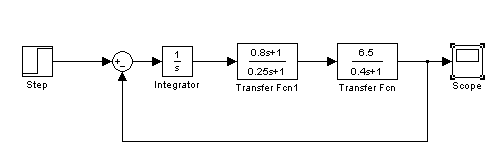 +
−
1
s
0.8s+1
0.25s+1
6.5
0.4s+1
Step
Integrator
Transfer Fcn1
Transfer Fcn
Scope